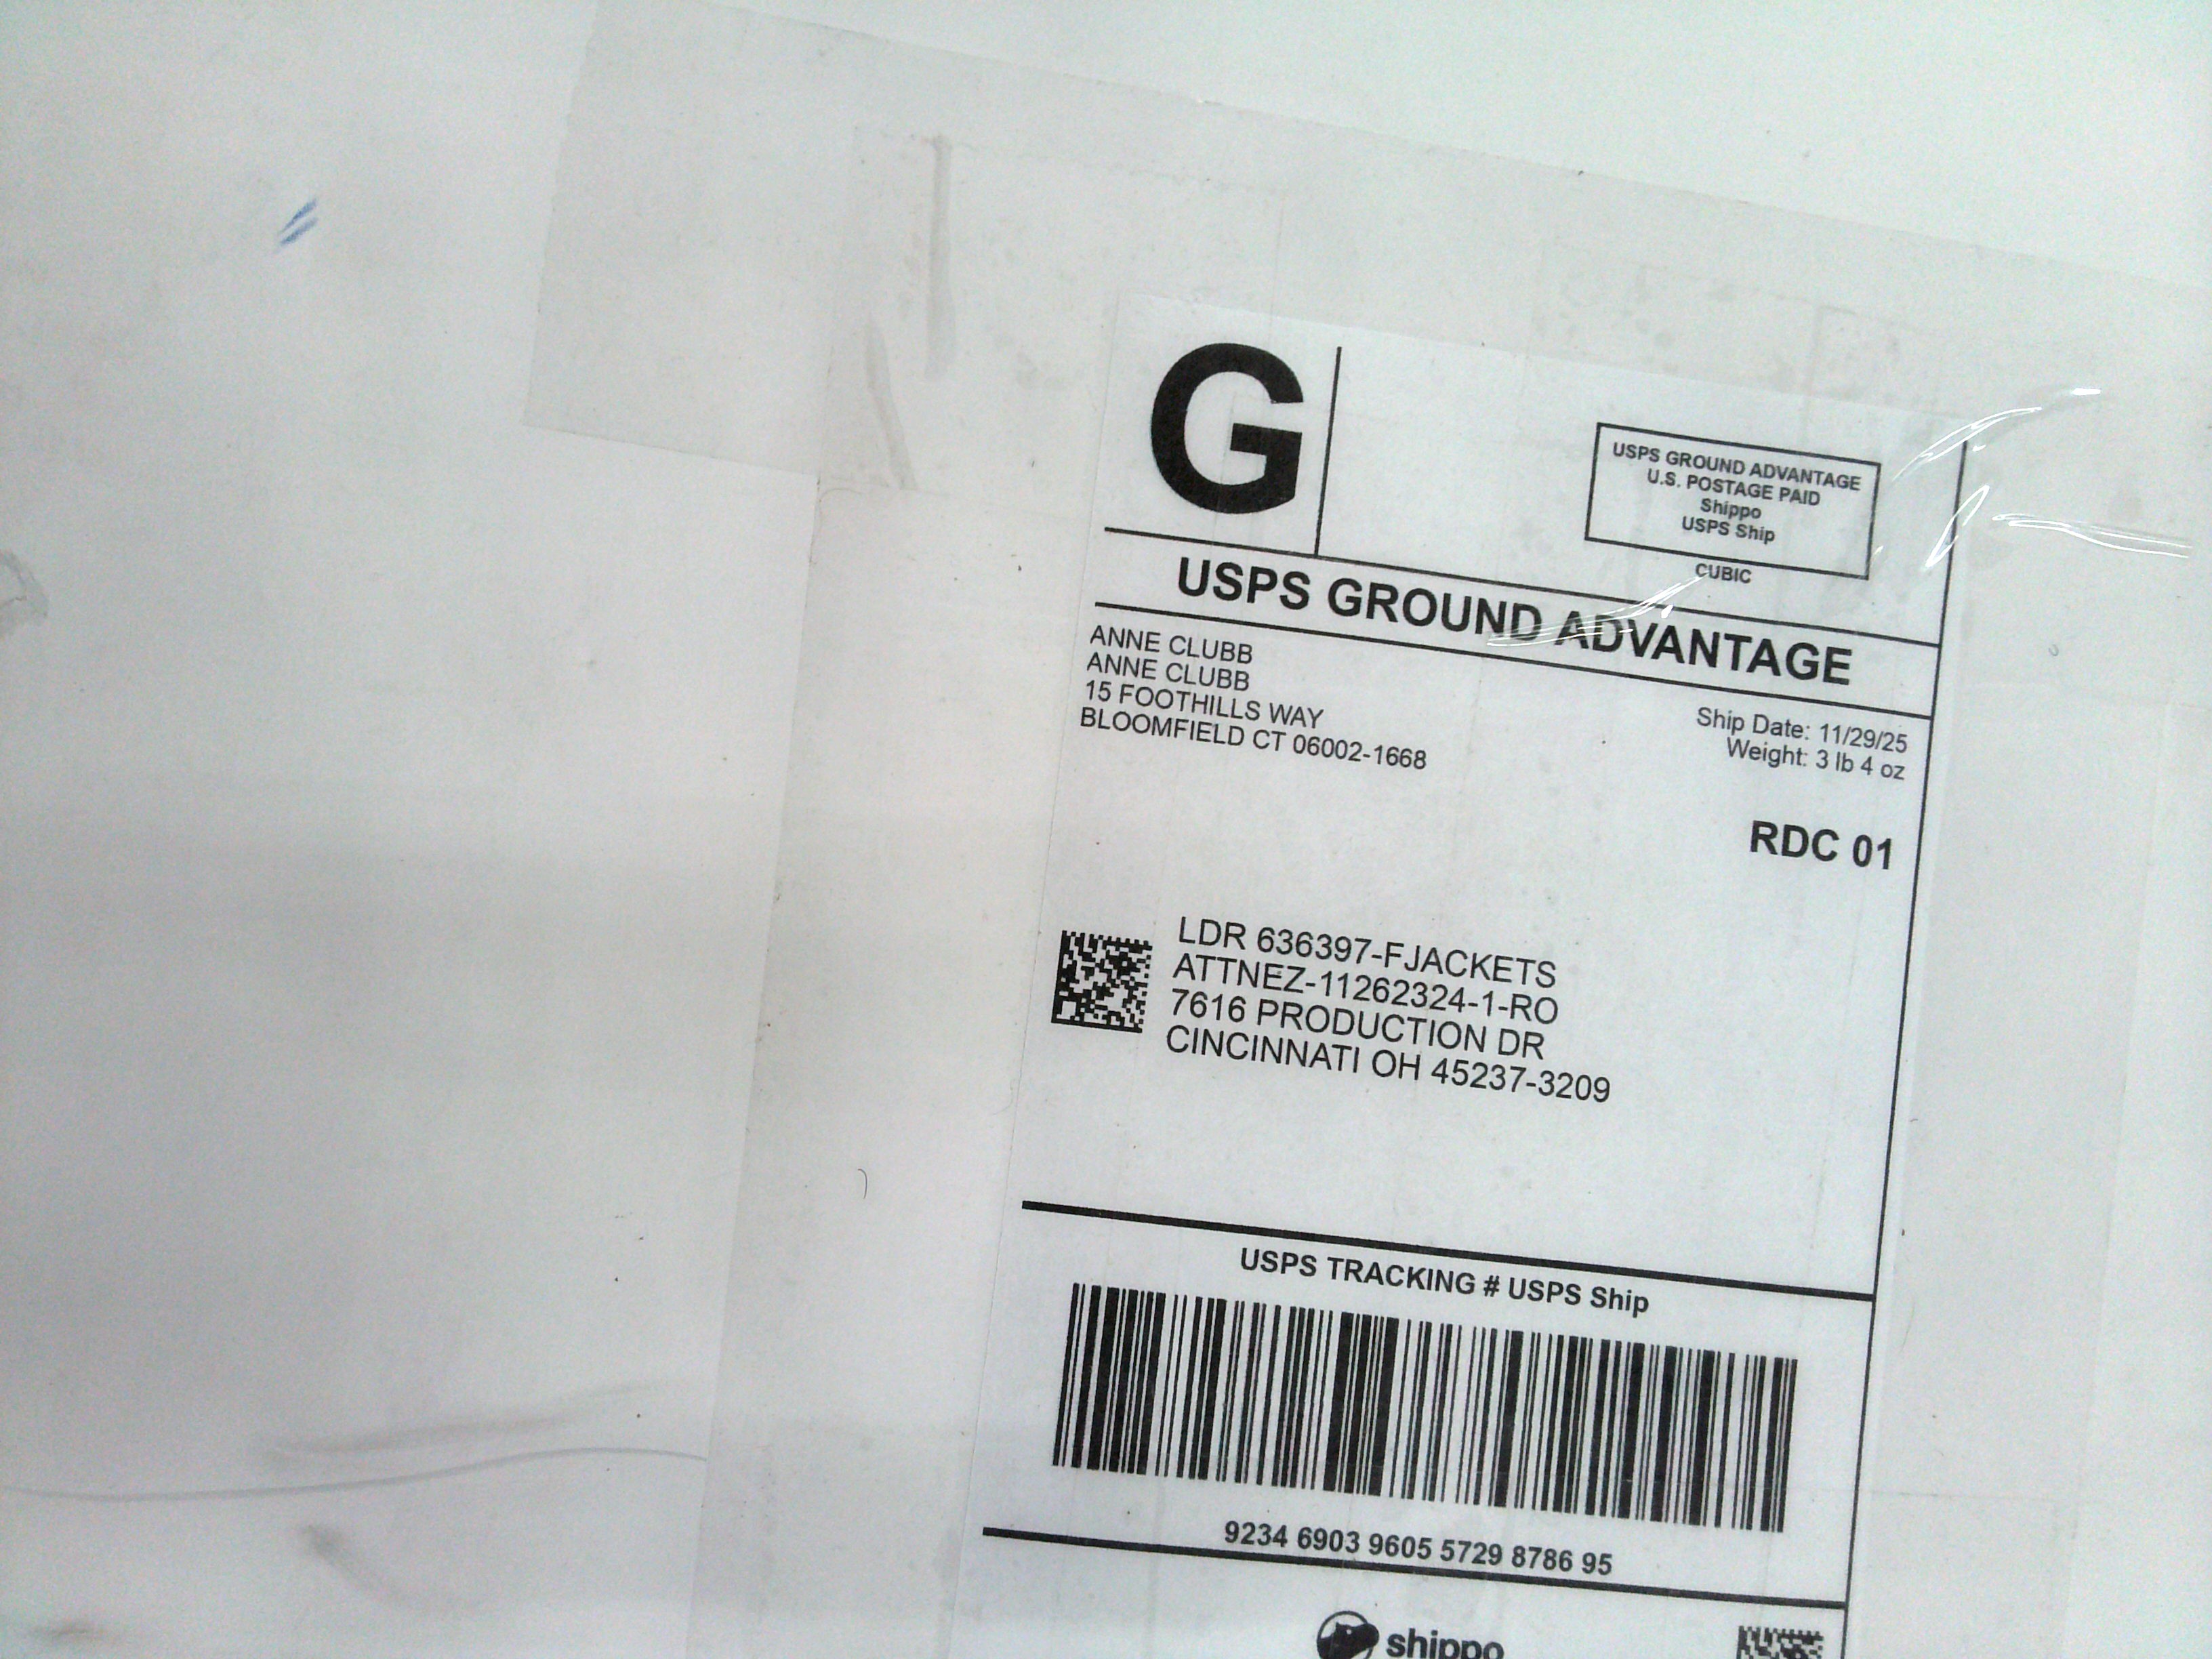 G
USPS GROUND ADVANTAGE
U.S. POSTAGE PAID
Shippo
USPS Ship
CUBIC
USPS GROUND ADVANTAGE
ANNE CLUBB
ANNE CLUBB
15 FOOTHILLS WAY
BLOOMFIELD CT 06002-1668
Ship Date: 11/29/25
Weight: 3 lb 4 oz
RDC 01
LDR 636397-FJACKETS
ATTNEZ-11262324-1-RO
7616 PRODUCTION DR
CINCINNATI OH 45237-3209
USPS TRACKING # USPS Ship
9234 6903 9605 5729 8786 95
shippo